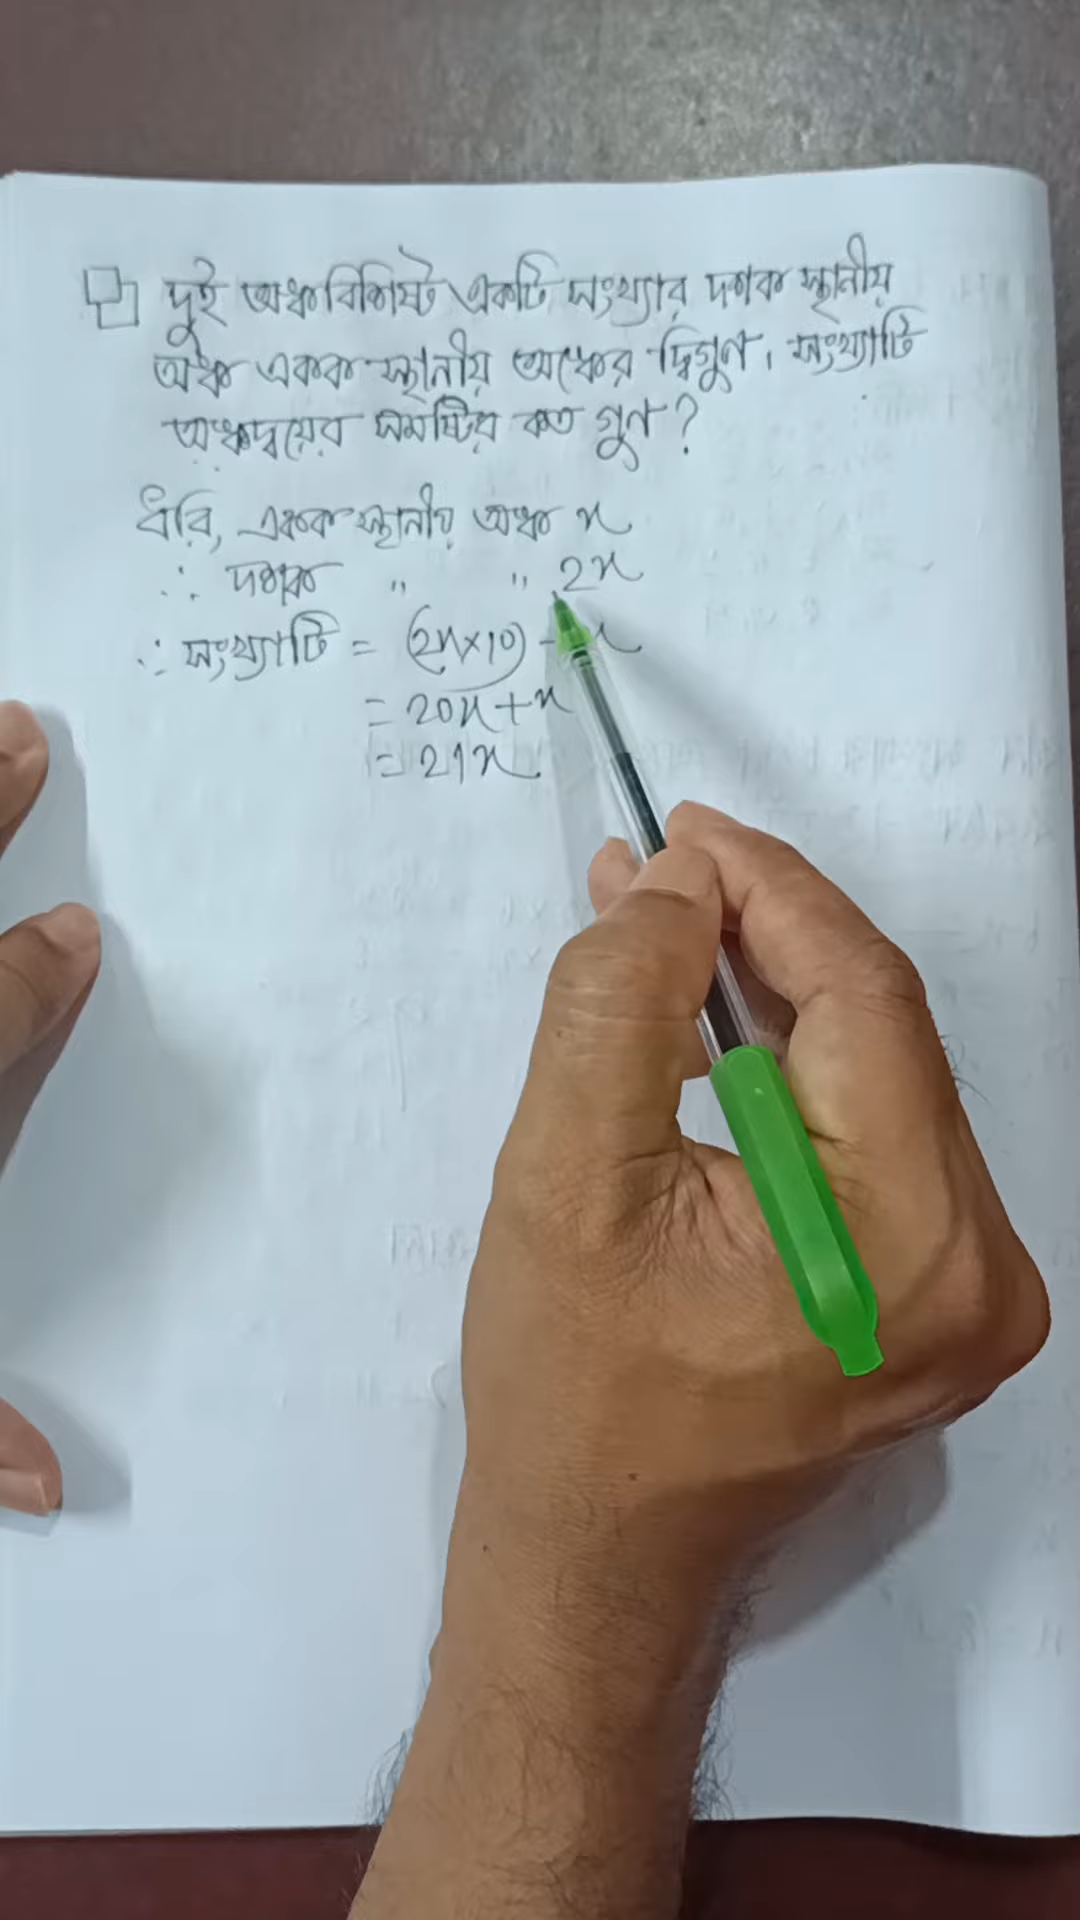 দুই অঙ্কবিশিষ্ট একটি সংখ্যার দশক স্থানীয়
অঙ্ক একক স্থানীয় অঙ্কের দ্বিগুণ। সংখ্যাটি
অঙ্কদ্বয়ের সমষ্টির কত গুণ?
ধরি, একক স্থানীয় অঙ্ক x
∴ দশক " " 2x
∴ সংখ্যাটি = (2x×10) + x
= 20x+x
= 21x